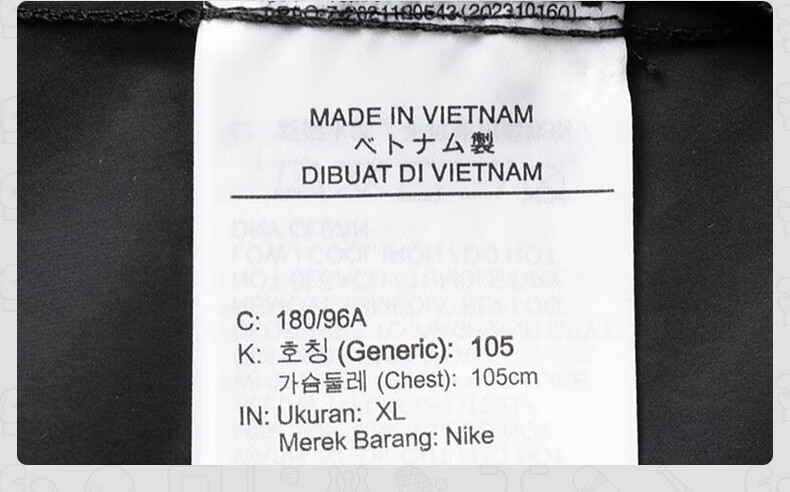 MADE IN VIETNAM
ベトナム製
DIBUAT DI VIETNAM
C: 180/96A
K: 호칭 (Generic): 105
가슴둘레 (Chest): 105cm
IN: Ukuran: XL
Merek Barang: Nike